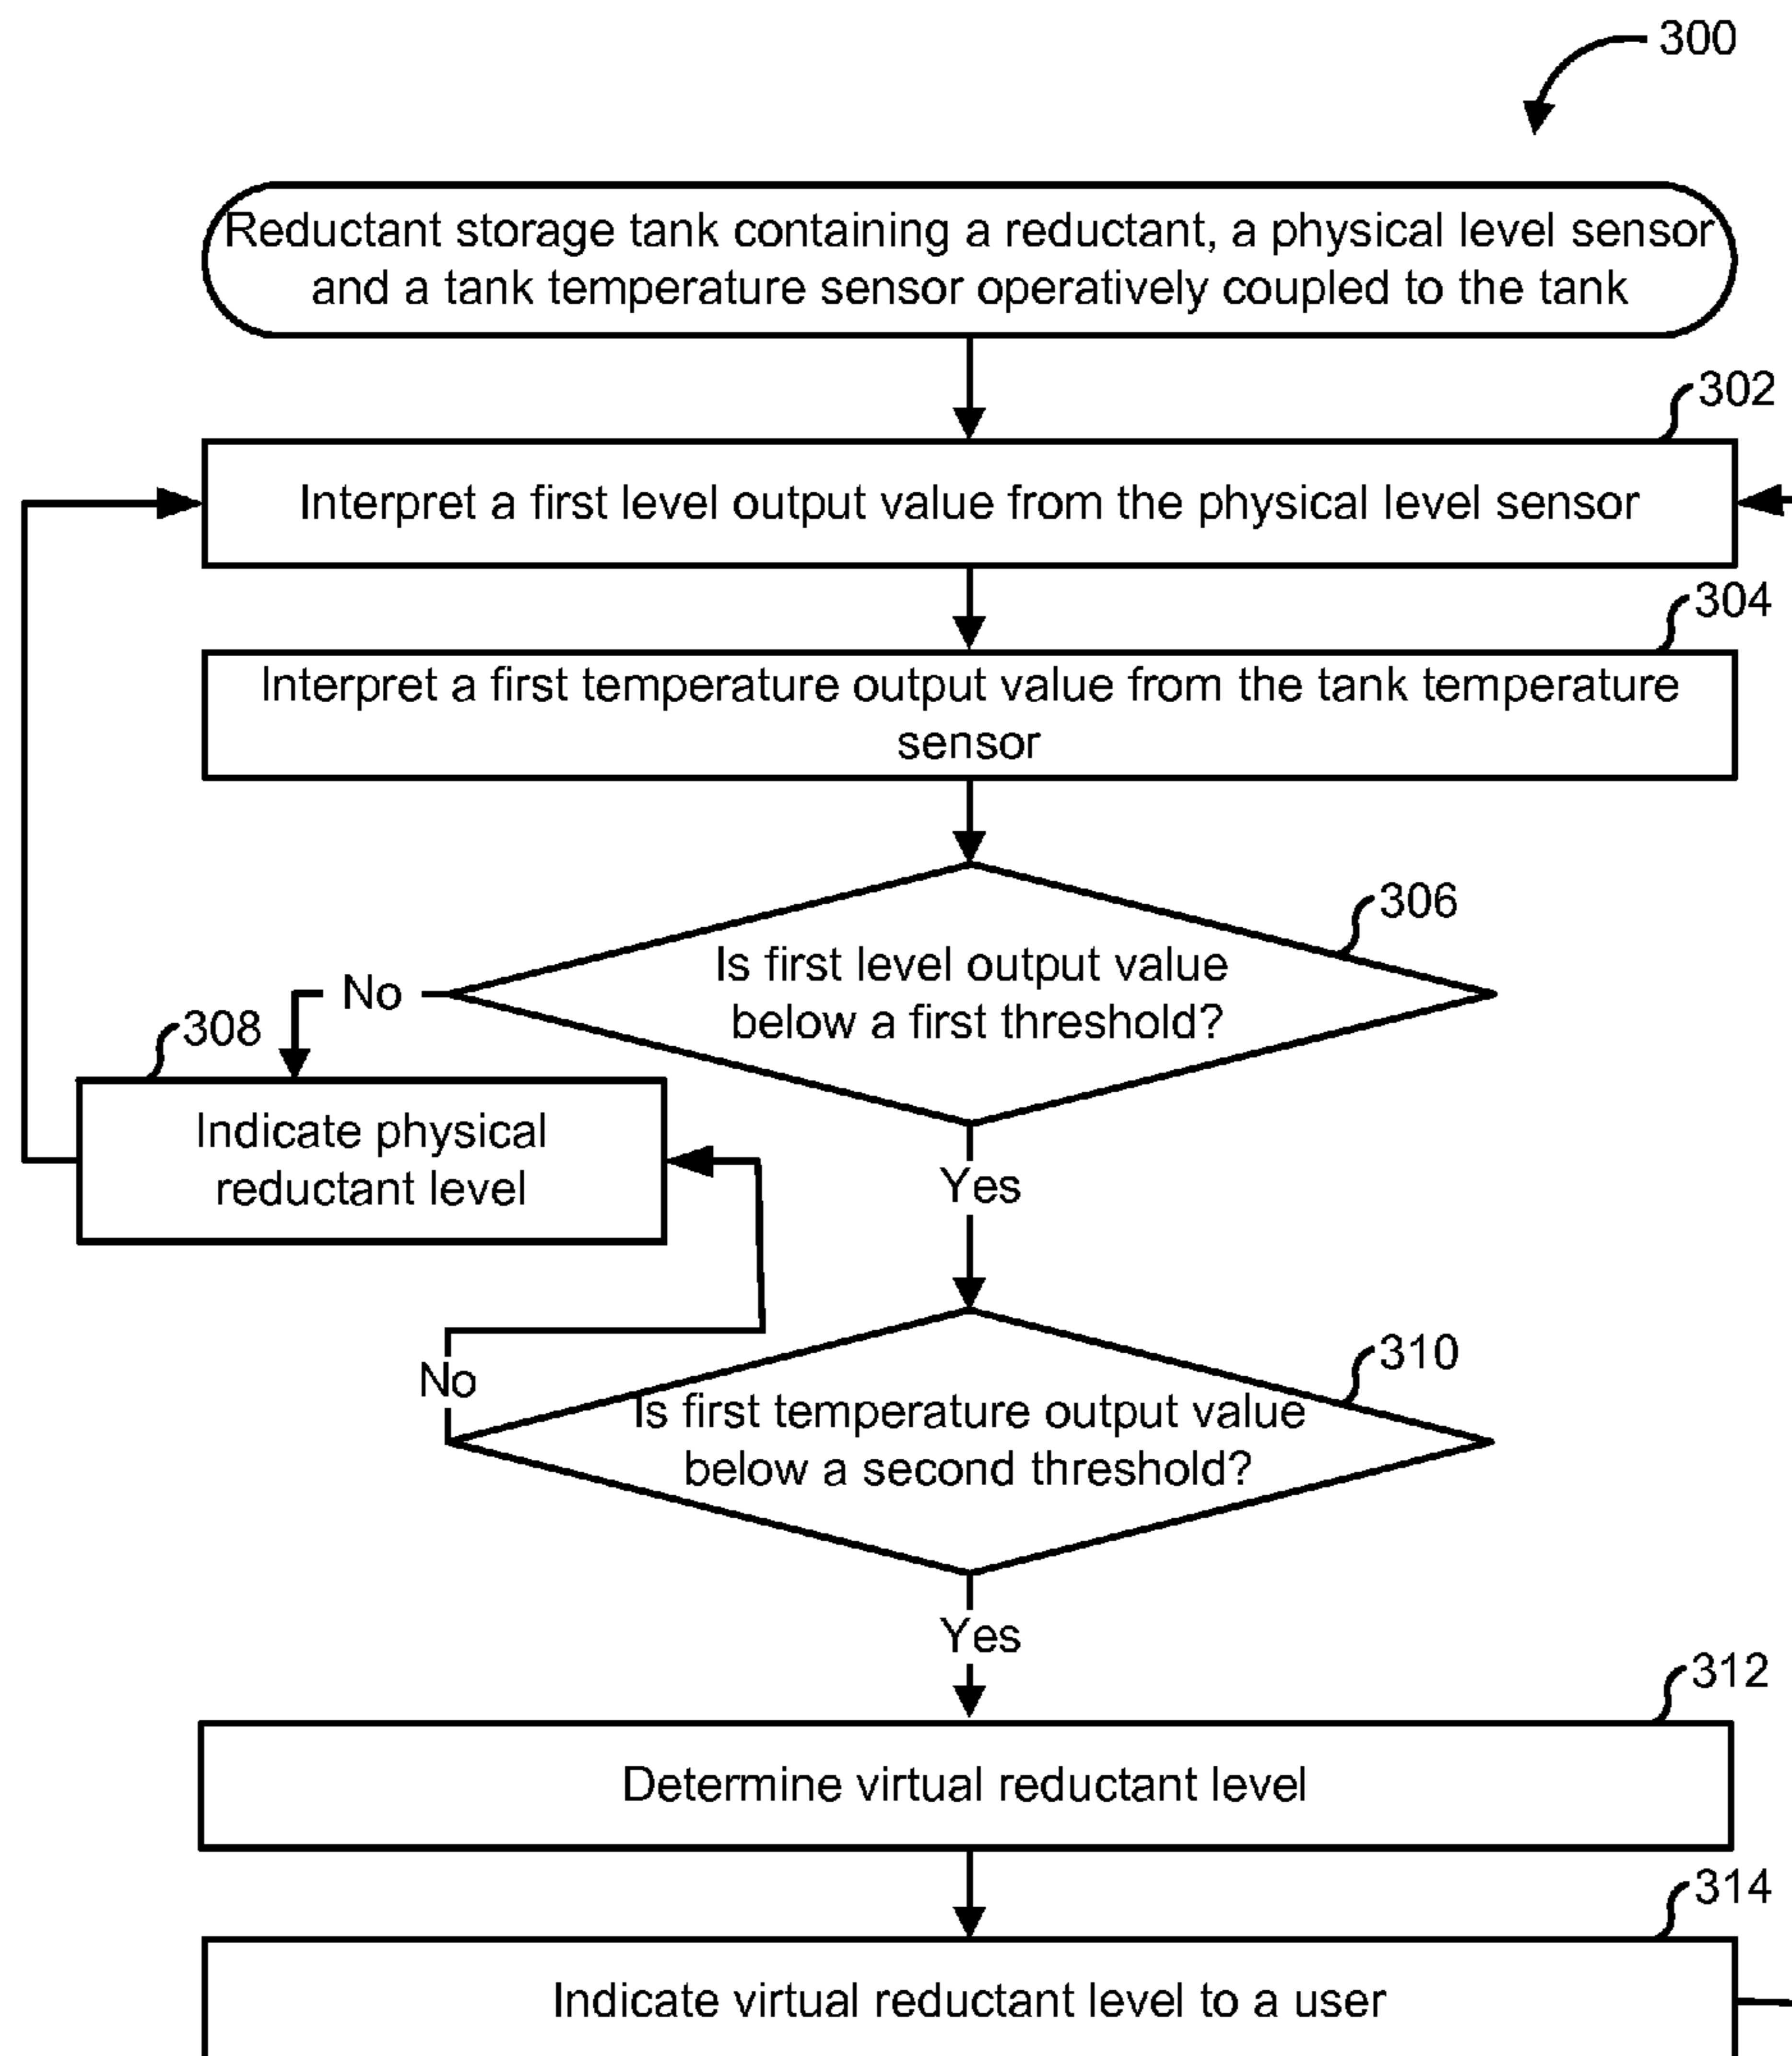 300
Reductant storage tank containing a reductant, a physical level sensor
and a tank temperature sensor operatively coupled to the tank
302
Interpret a first level output value from the physical level sensor
304
Interpret a first temperature output value from the tank temperature
sensor
306
Is first level output value
below a first threshold?
No
308
Indicate physical
reductant level
Yes
310
No
Is first temperature output value
below a second threshold?
Yes
312
Determine virtual reductant level
314
Indicate virtual reductant level to a user